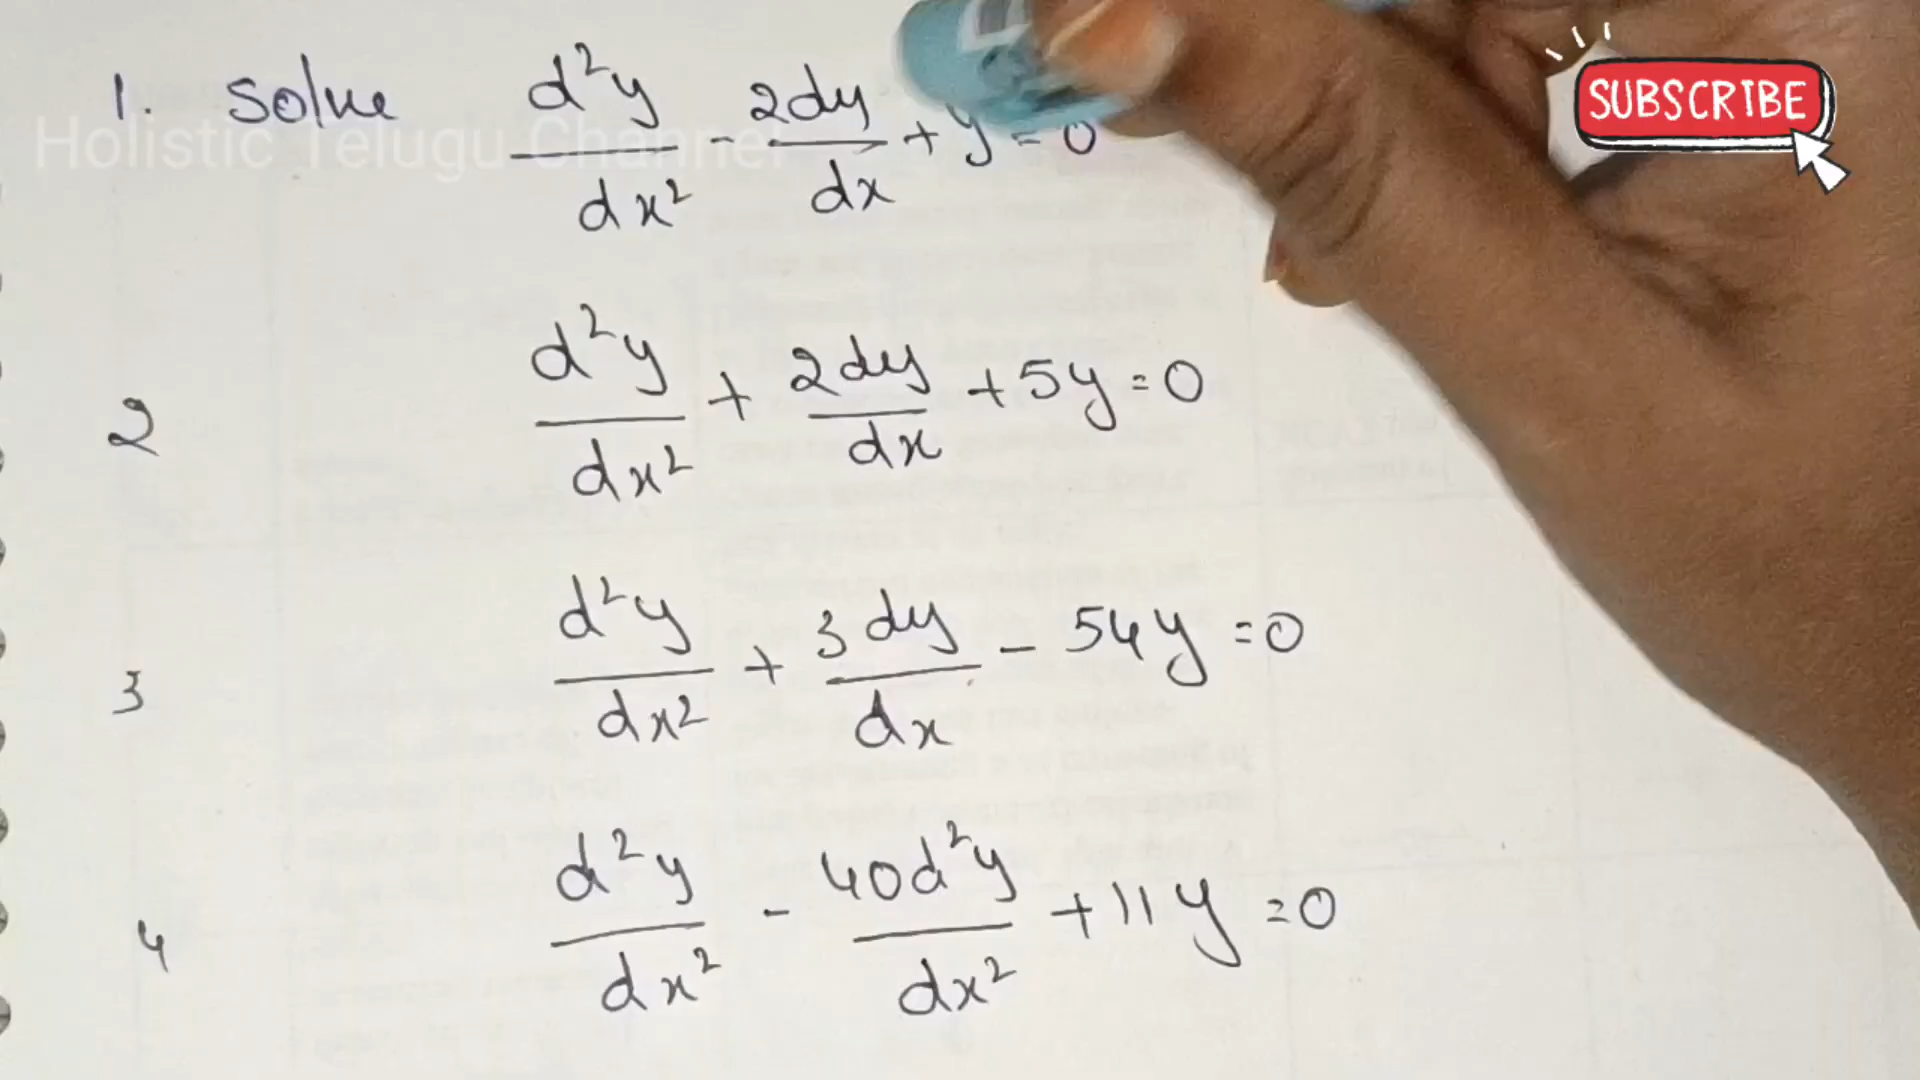 SUBSCRIBE
Holistic Telugu Channel
1. Solve d²y/dx² - 2dy/dx + y = 0
2 d²y/dx² + 2dy/dx + 5y = 0
3 d²y/dx² + 3dy/dx - 54y = 0
4 d²y/dx² - 40d²y/dx² + 11y = 0